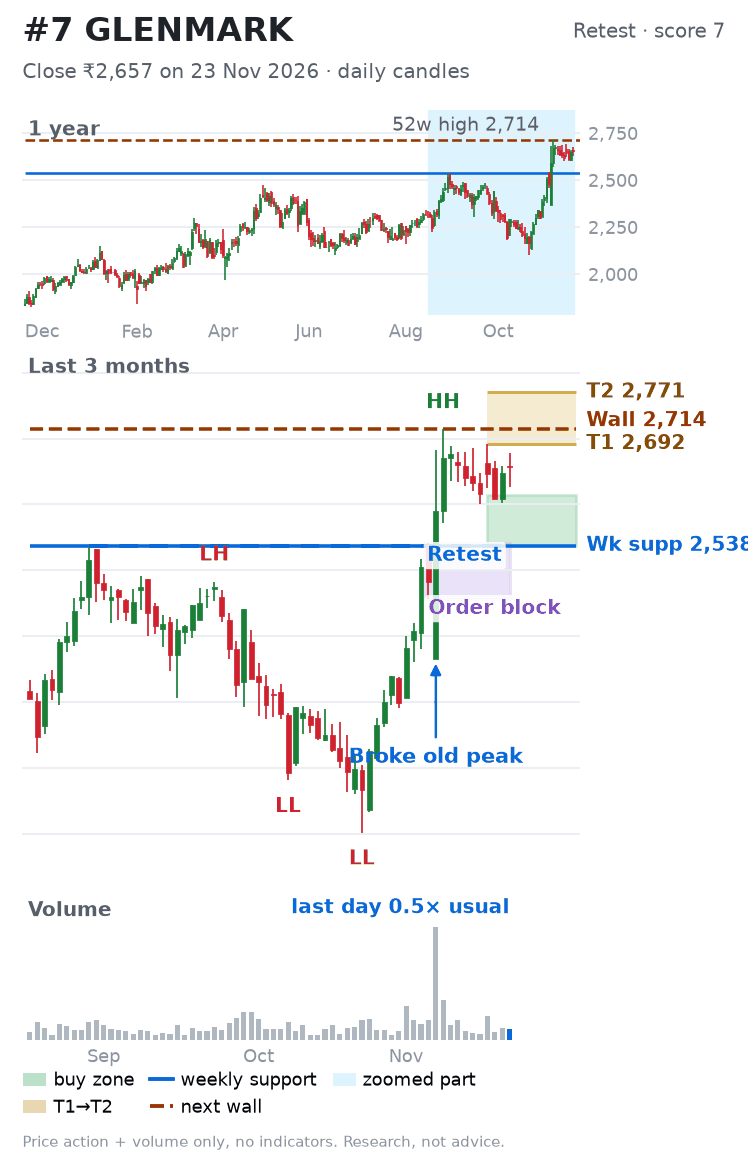 #7 GLENMARK
Retest · score 7
Close ₹2,657 on 23 Nov 2026 · daily candles
1 year
52w high 2,714
2,750
2,500
2,250
2,000
Dec Feb Apr Jun Aug Oct
Last 3 months
HH
T2 2,771
Wall 2,714
T1 2,692
LH
Retest
Wk supp 2,538
Order block
Broke old peak
LL
LL
Volume
last day 0.5× usual
Sep Oct Nov
buy zone weekly support zoomed part
T1→T2 next wall
Price action + volume only, no indicators. Research, not advice.